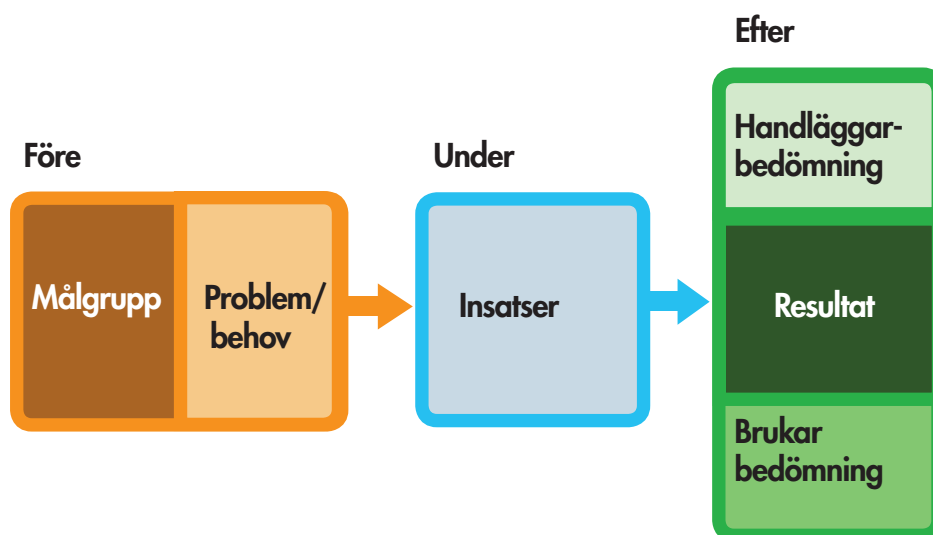 Före
Målgrupp
Problem/
behov
Under
Insatser
Efter
Handläggar-
bedömning
Resultat
Brukar
bedömning